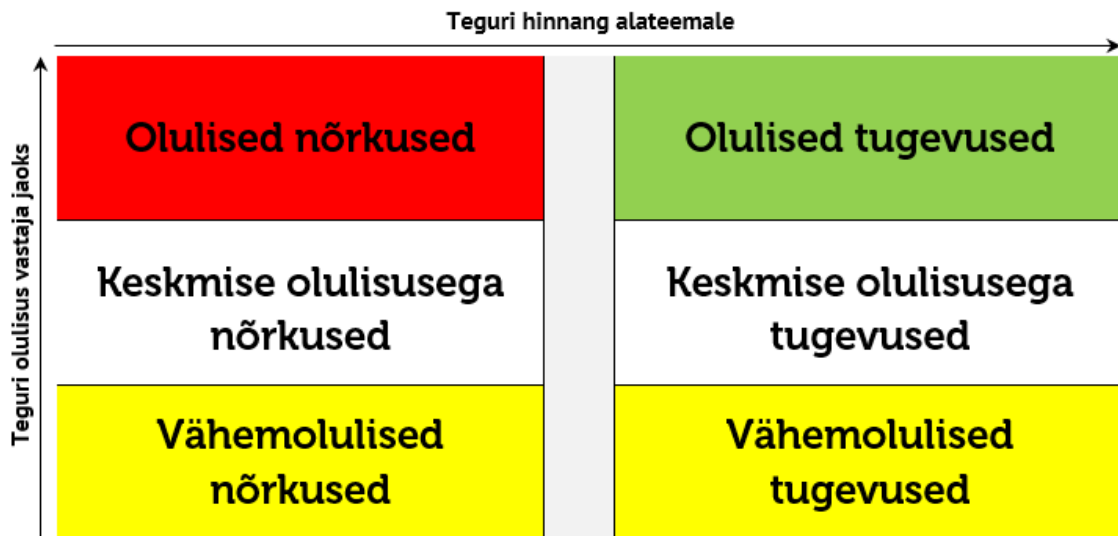 Teguri hinnang alateemale
Teguri olulisus vastaja jaoks
Olulised nõrkused
Olulised tugevused
Keskmise olulisusega
nõrkused
Keskmise olulisusega
tugevused
Vähemolulised
nõrkused
Vähemolulised
tugevused